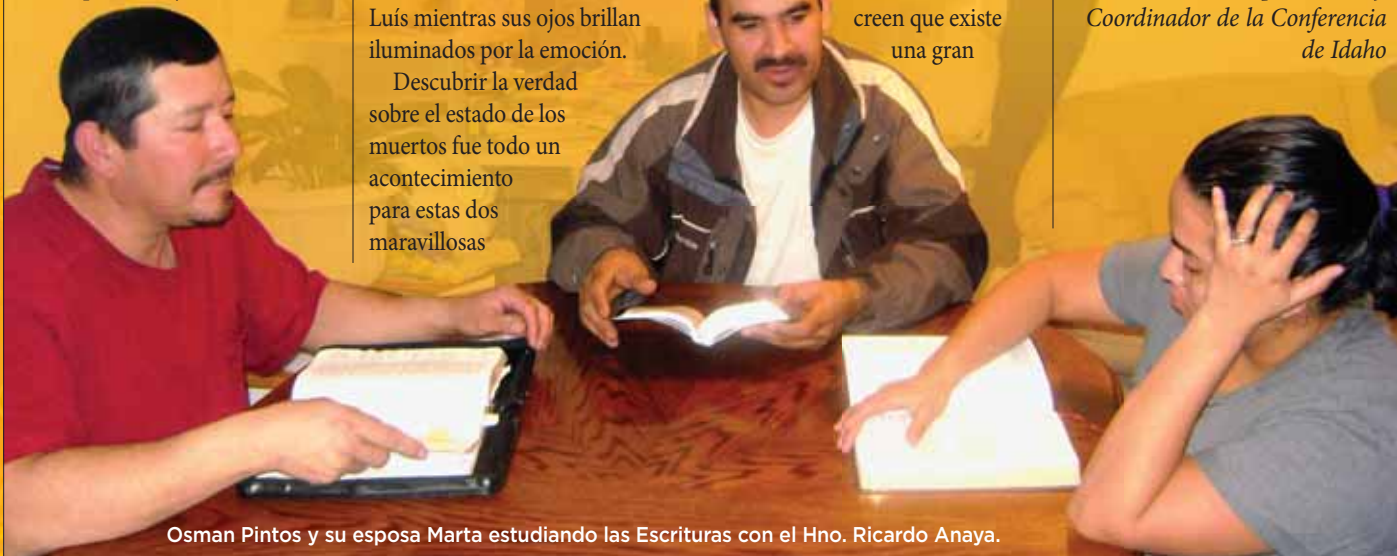 Luís mientras sus ojos brillan
iluminados por la emoción.
Descubrir la verdad
sobre el estado de los
muertos fue todo un
acontecimiento
para estas dos
maravillosas
creen que existe
una gran
Coordinador de la Conferencia
de Idaho
Osman Pintos y su esposa Marta estudiando las Escrituras con el Hno. Ricardo Anaya.